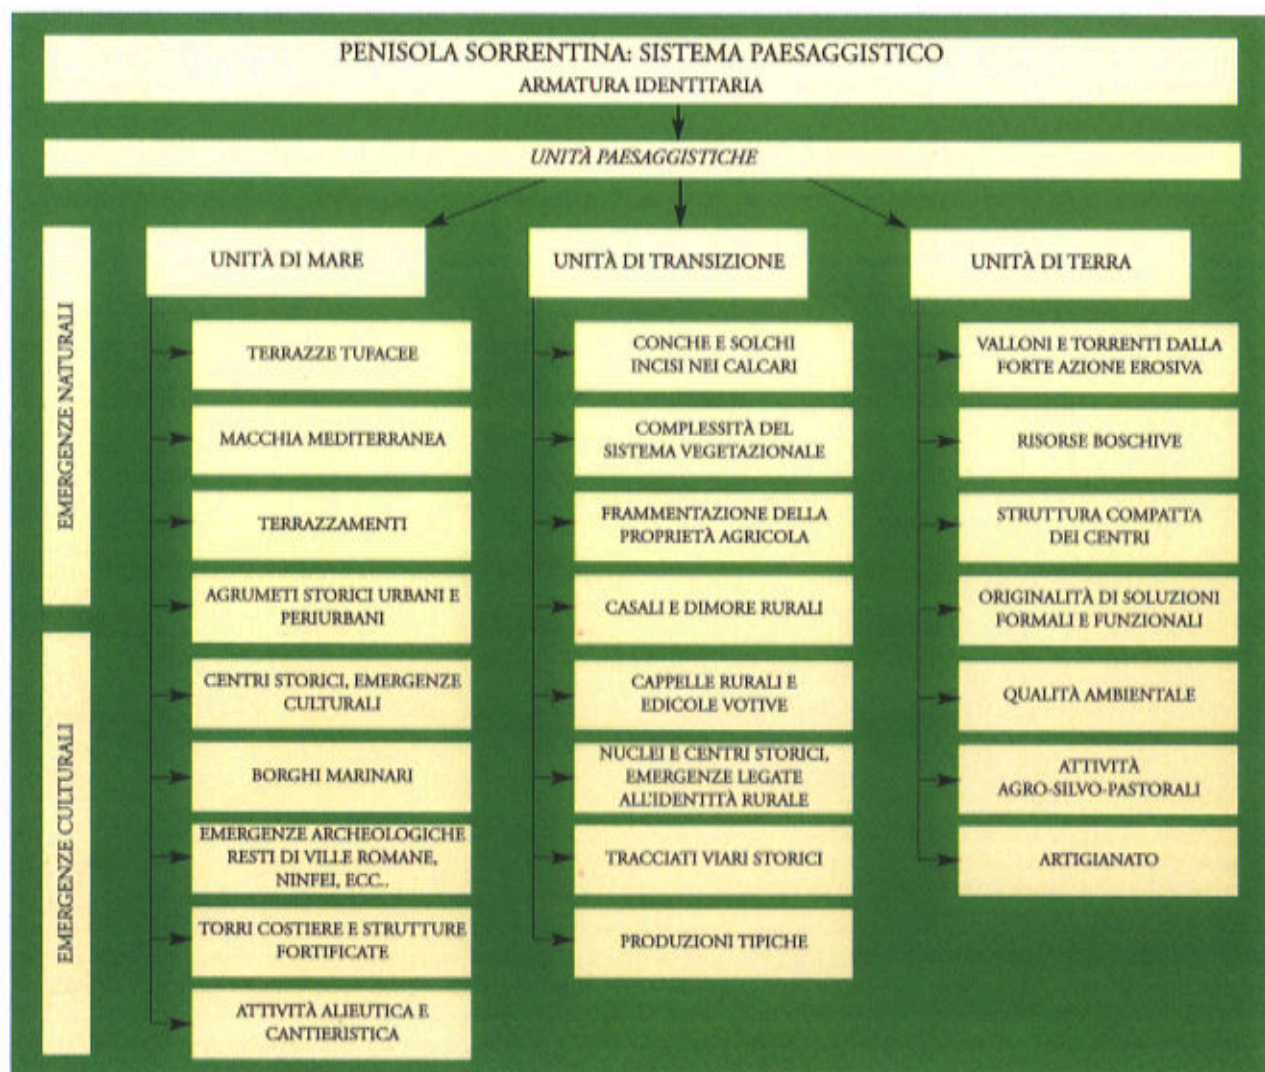 PENISOLA SORRENTINA: SISTEMA PAESAGGISTICO
ARMATURA IDENTITARIA
UNITÀ PAESAGGISTICHE
EMERGENZE NATURALI
EMERGENZE CULTURALI
UNITÀ DI MARE
TERRAZZE TUFACEE
MACCHIA MEDITERRANEA
TERRAZZAMENTI
AGRUMETI STORICI URBANI E
PERIURBANI
CENTRI STORICI, EMERGENZE
CULTURALI
BORGHI MARINARI
EMERGENZE ARCHEOLOGICHE
RESTI DI VILLE ROMANE,
NINFEI, ECC..
TORRI COSTIERE E STRUTTURE
FORTIFICATE
ATTIVITÀ ALIEUTICA E
CANTIERISTICA
UNITÀ DI TRANSIZIONE
CONCHE E SOLCHI
INCISI NEI CALCARI
COMPLESSITÀ DEL
SISTEMA VEGETAZIONALE
FRAMMENTAZIONE DELLA
PROPRIETÀ AGRICOLA
CASALI E DIMORE RURALI
CAPPELLE RURALI E
EDICOLE VOTIVE
NUCLEI E CENTRI STORICI,
EMERGENZE LEGATE
ALL'IDENTITÀ RURALE
TRACCIATI VIARI STORICI
PRODUZIONI TIPICHE
UNITÀ DI TERRA
VALLONI E TORRENTI DALLA
FORTE AZIONE EROSIVA
RISORSE BOSCHIVE
STRUTTURA COMPATTA
DEI CENTRI
ORIGINALITÀ DI SOLUZIONI
FORMALI E FUNZIONALI
QUALITÀ AMBIENTALE
ATTIVITÀ
AGRO-SILVO-PASTORALI
ARTIGIANATO